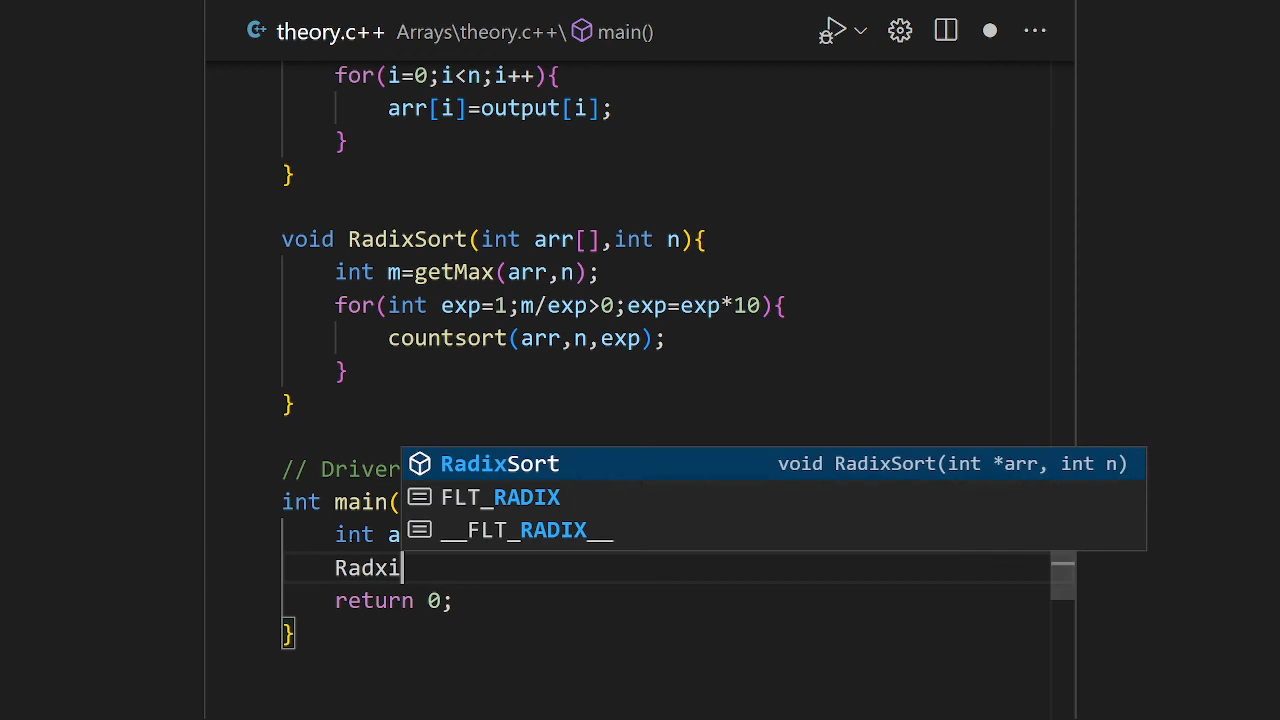 theory.c++ Arrays\theory.c++\ main() ...
for(i=0;i<n;i++){
arr[i]=output[i];
}
}
void RadixSort(int arr[],int n){
int m=getMax(arr,n);
for(int exp=1;m/exp>0;exp=exp*10){
countsort(arr,n,exp);
}
}
// Driver
RadixSort void RadixSort(int *arr, int n)
int main(
FLT_RADIX
int a
__FLT_RADIX__
Radxi
return 0;
}